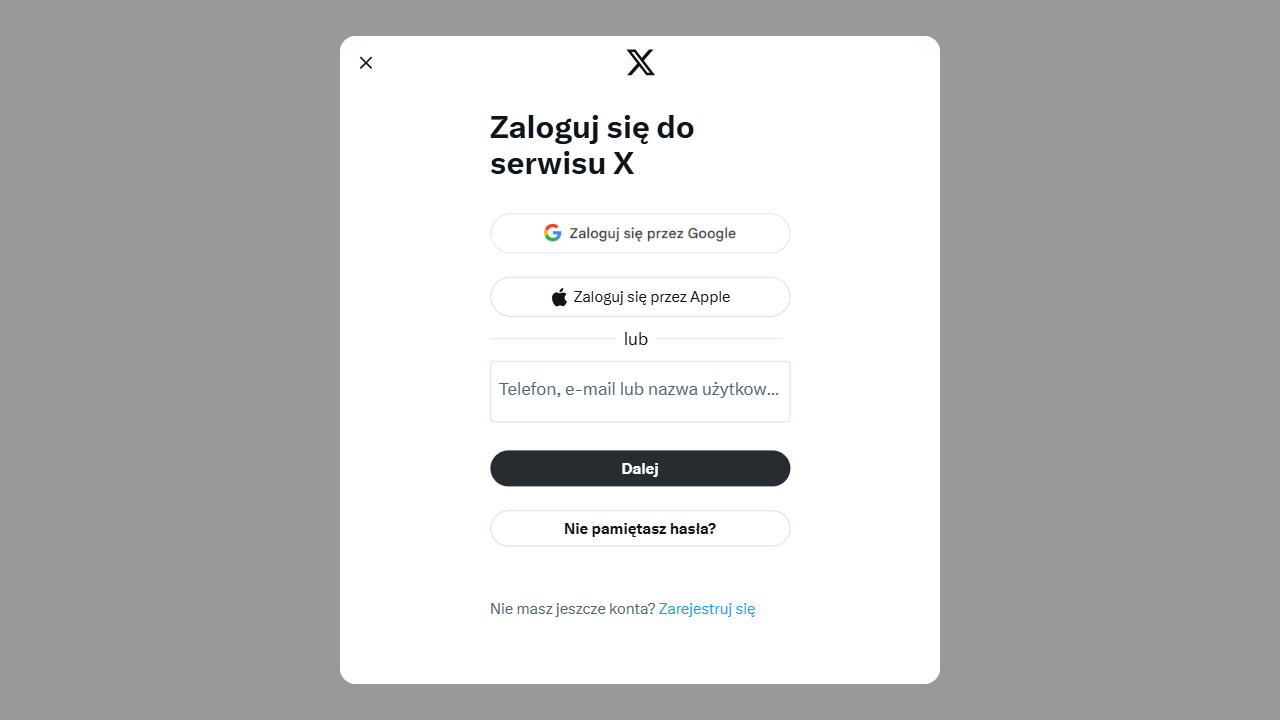 Zaloguj się do
serwisu X
Zaloguj się przez Google
Zaloguj się przez Apple
lub
Telefon, e-mail lub nazwa użytkow...
Dalej
Nie pamiętasz hasła?
Nie masz jeszcze konta? Zarejestruj się